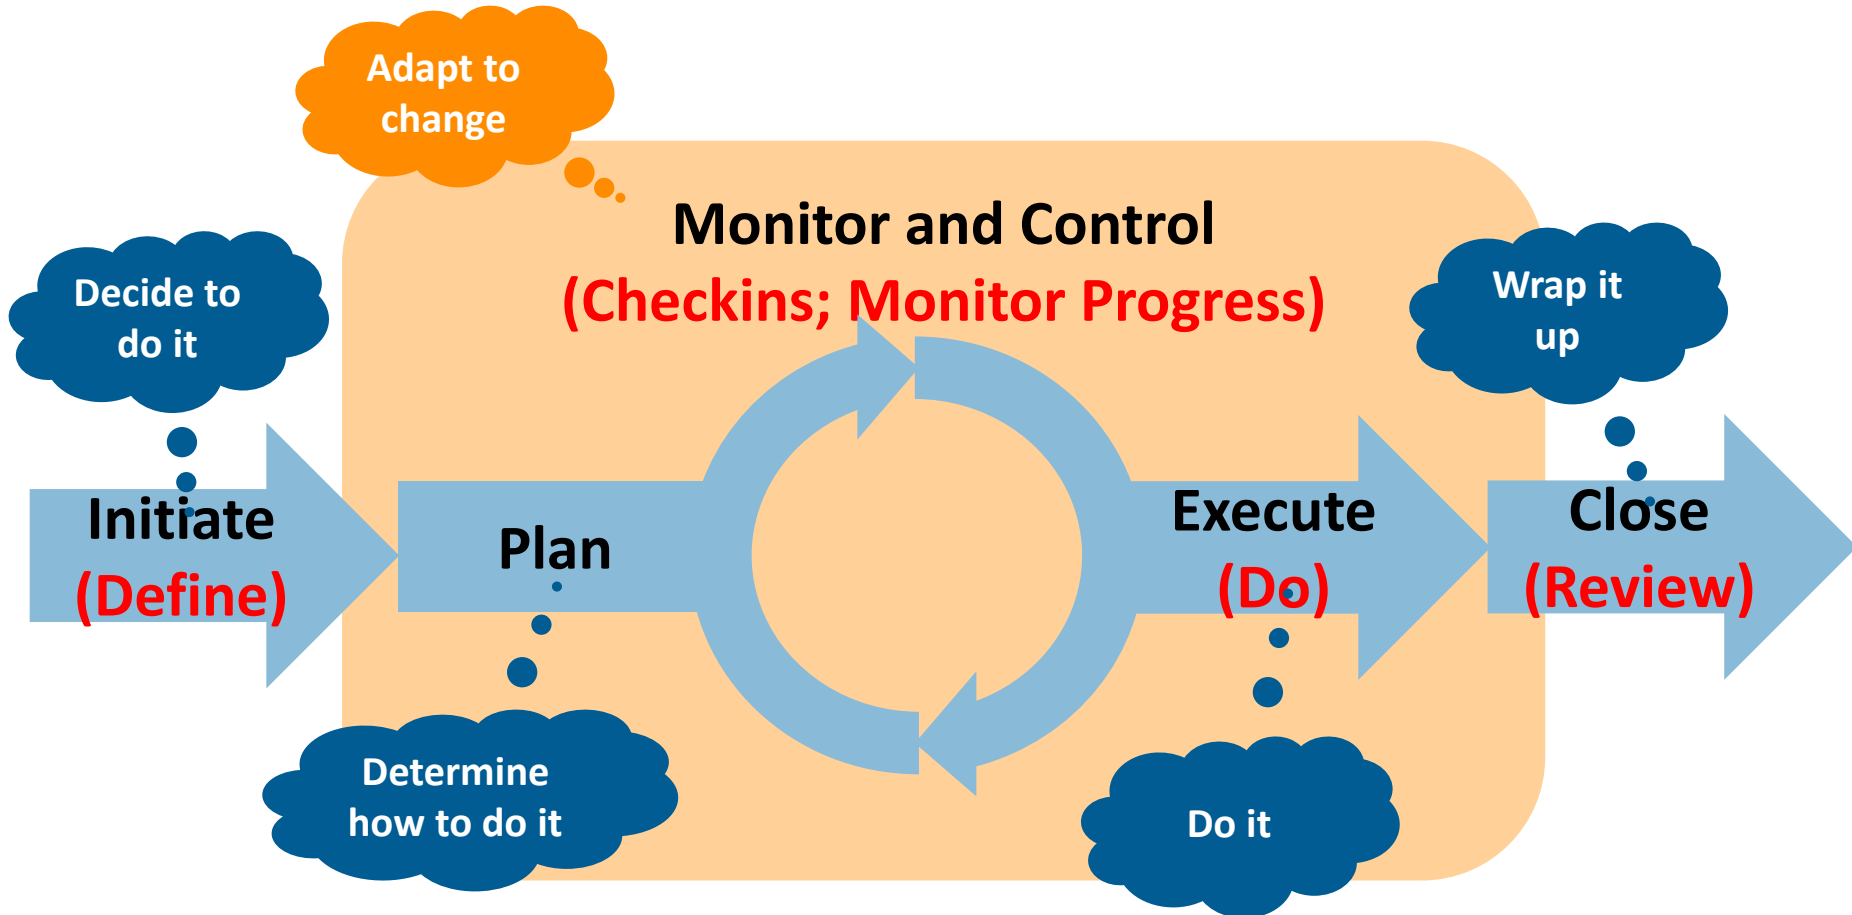 Adapt to
change
Monitor and Control
(Checkins; Monitor Progress)
Decide to
do it
Wrap it
up
Initiate
(Define)
Plan
Execute
(Do)
Close
(Review)
Determine
how to do it
Do it